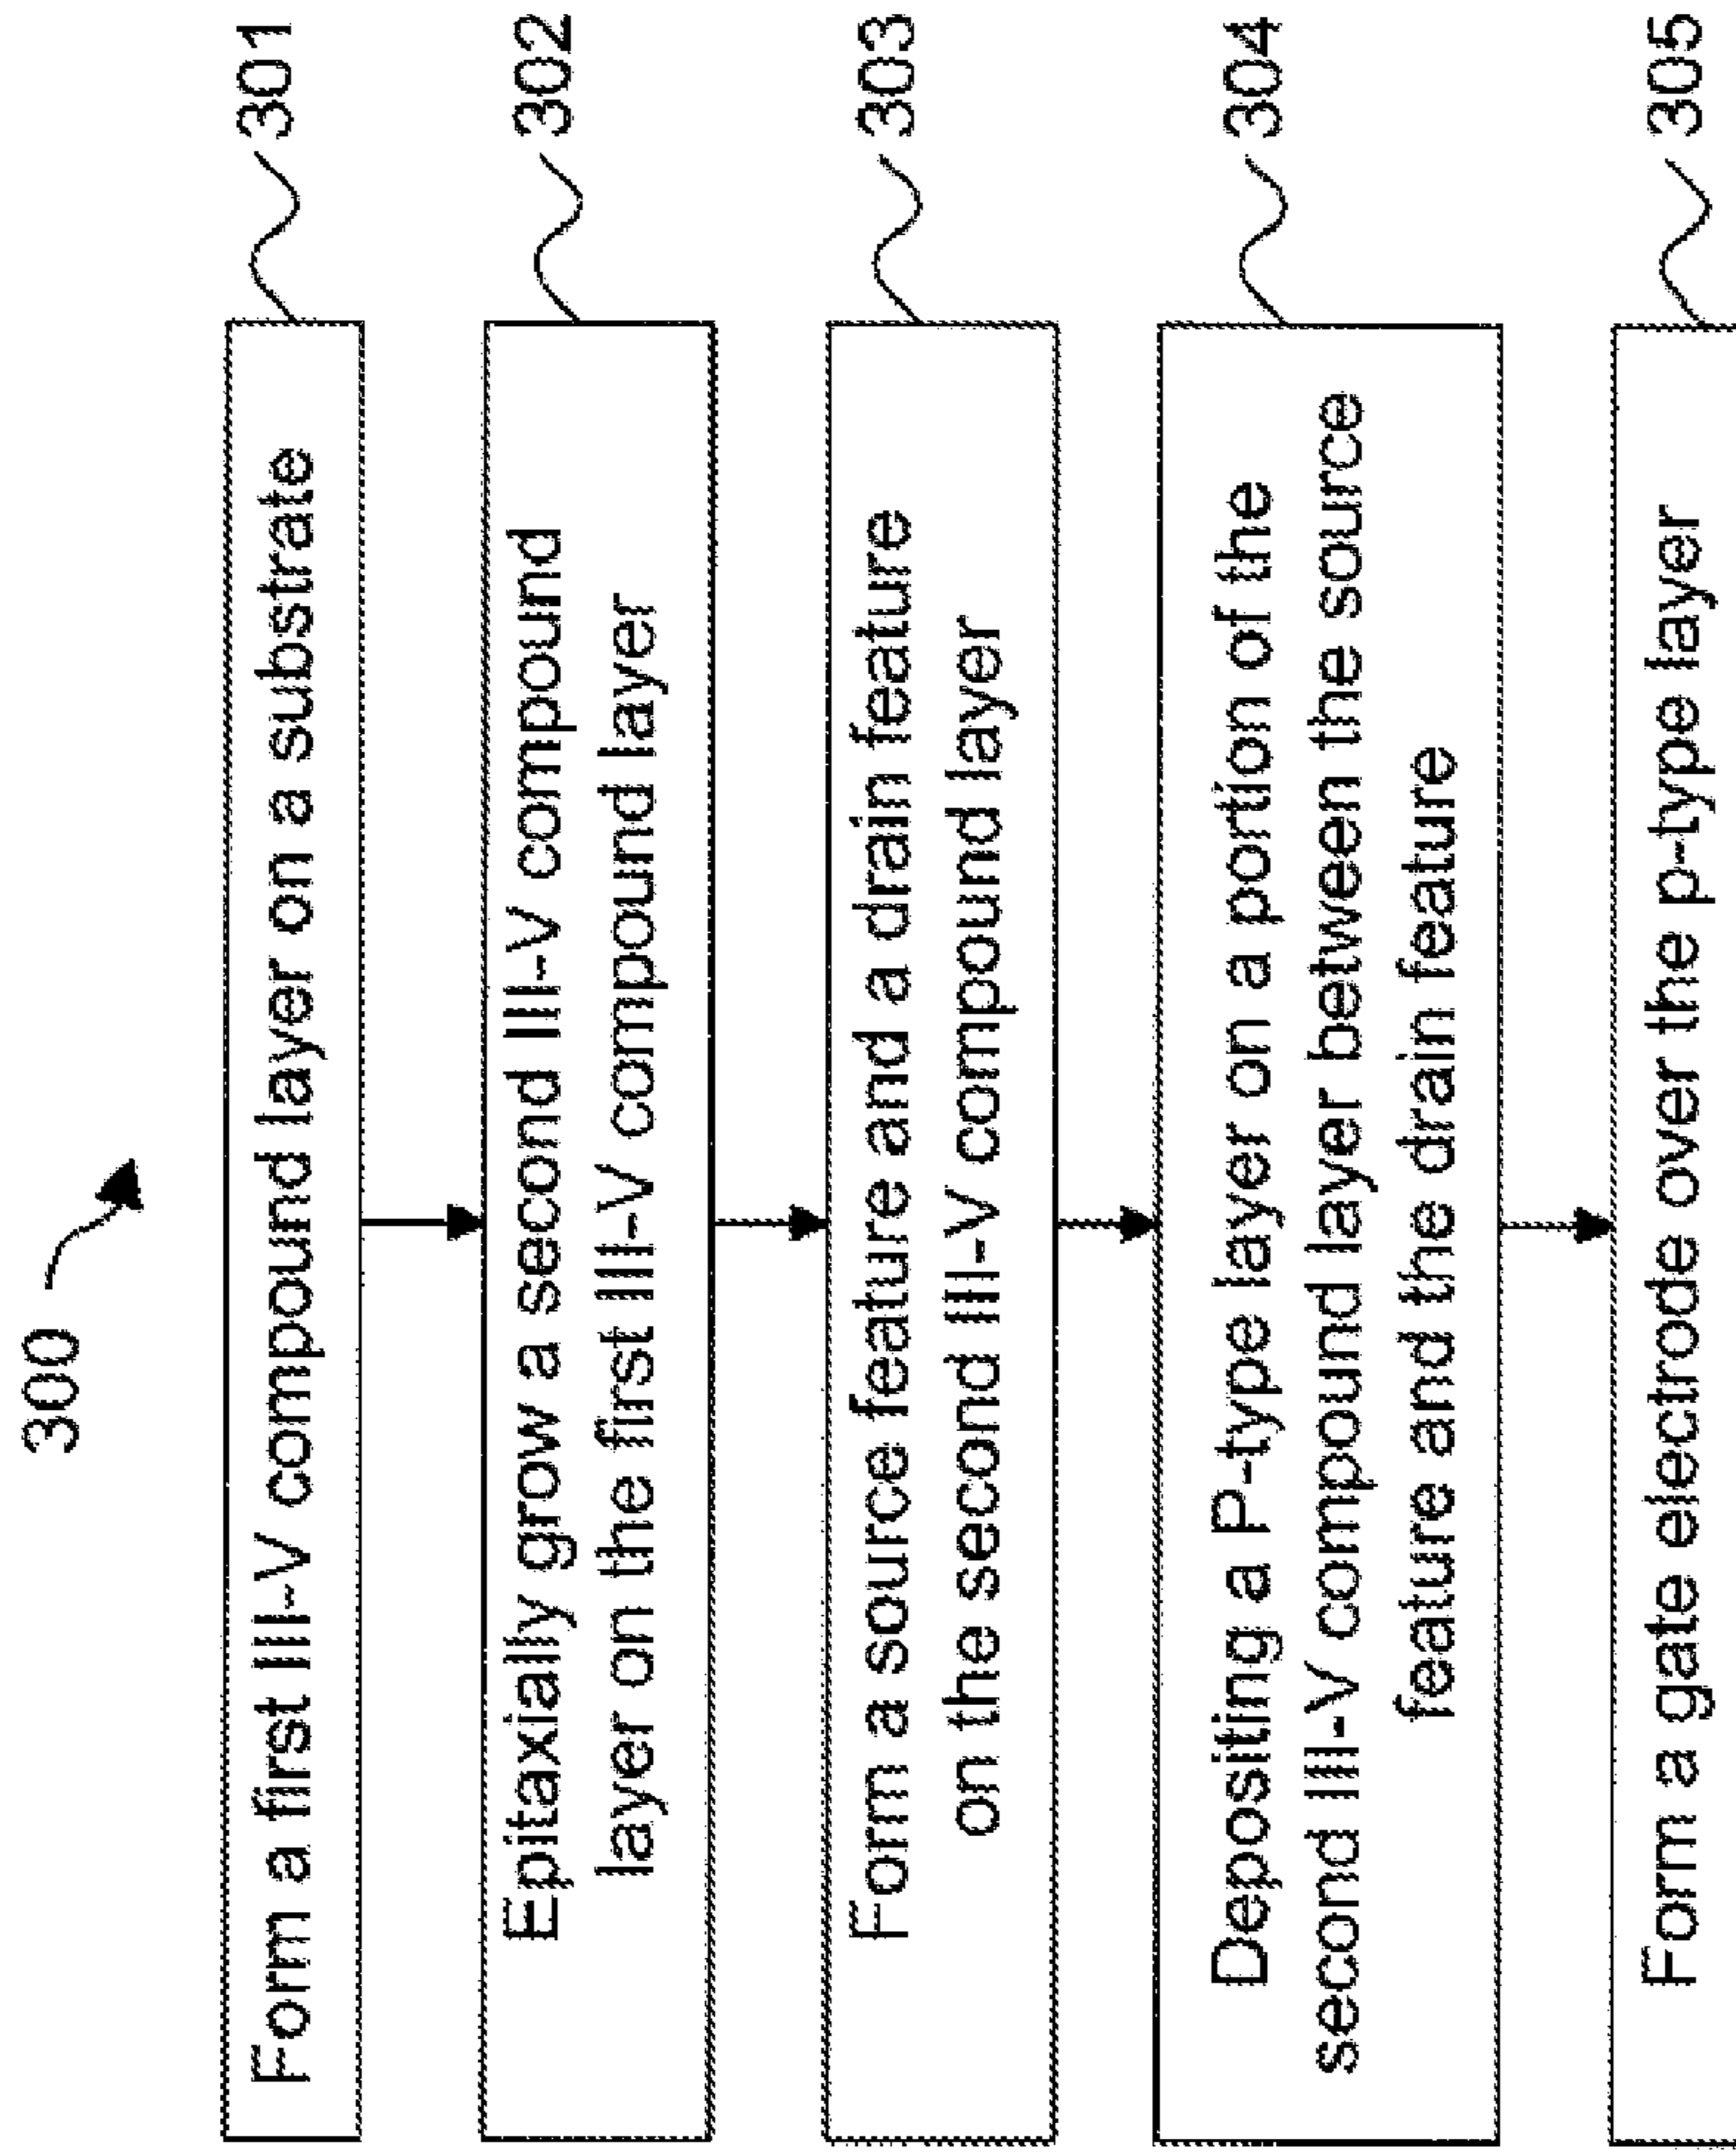 300
Form a first III-V compound layer on a substrate
301
Epitaxially grow a second III-V compound
layer on the first III-V compound layer
302
Form a source feature and a drain feature
on the second III-V compound layer
303
Depositing a P-type layer on a portion of the
second III-V compound layer between the source
feature and the drain feature
304
Form a gate electrode over the p-type layer
305